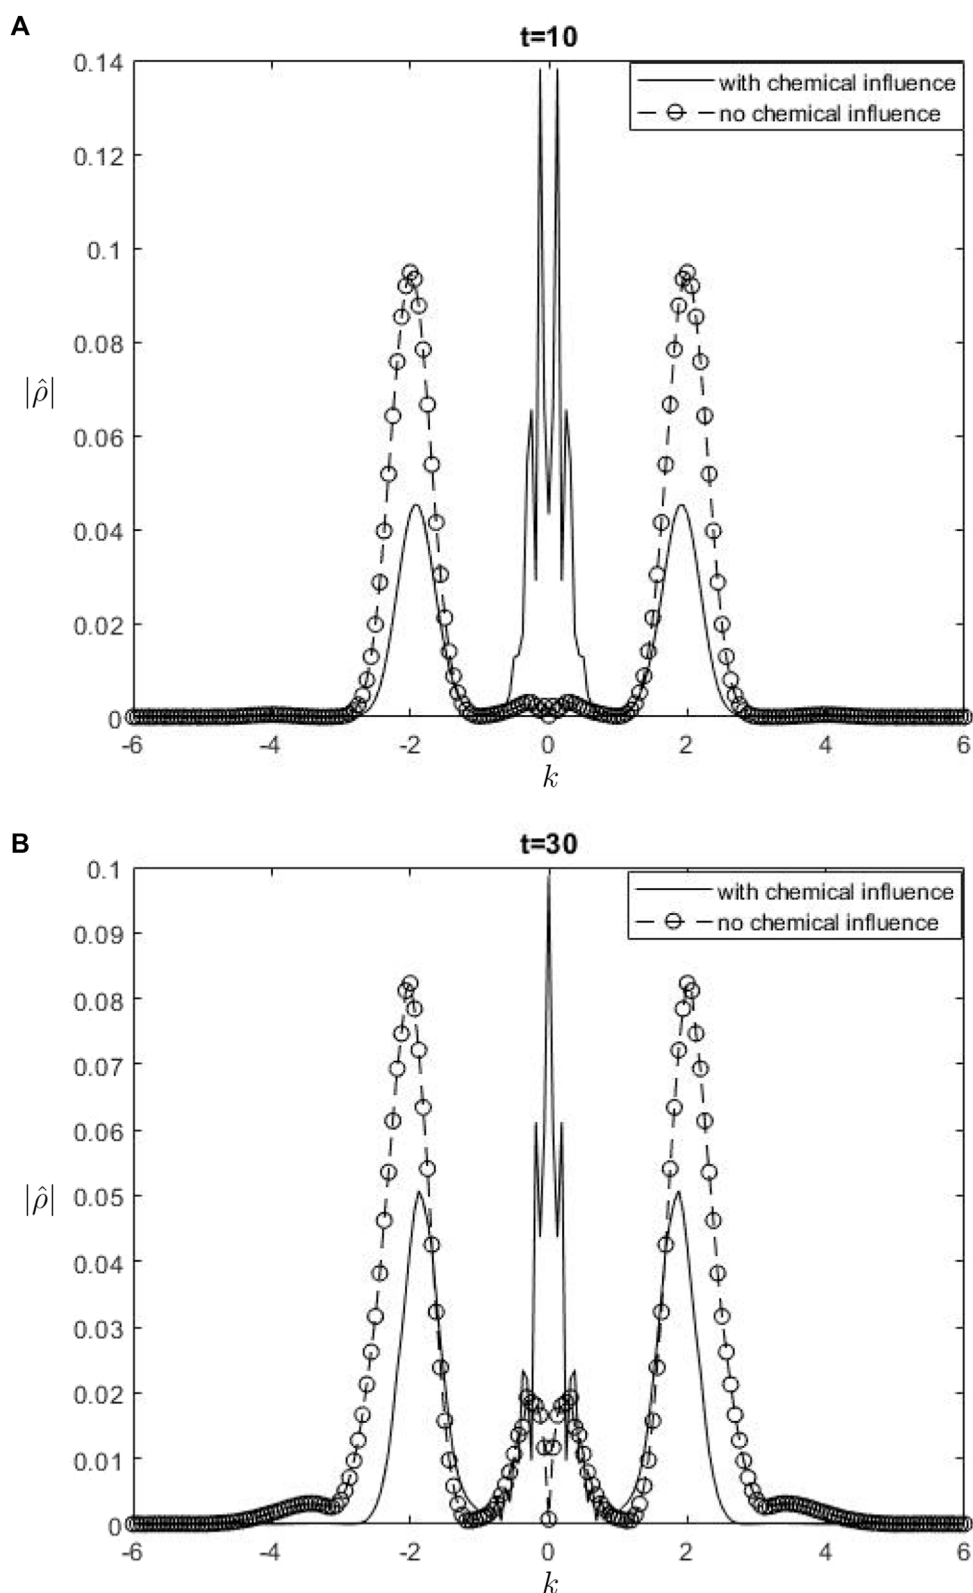 A
t=10
with chemical influence
no chemical influence
0.14
0.12
0.1
0.08
0.06
0.04
0.02
0
|ρ̂|
-6 -4 -2 0 2 4 6
k
B
t=30
with chemical influence
no chemical influence
0.1
0.09
0.08
0.07
0.06
0.05
0.04
0.03
0.02
0.01
0
|ρ̂|
-6 -4 -2 0 2 4 6
k